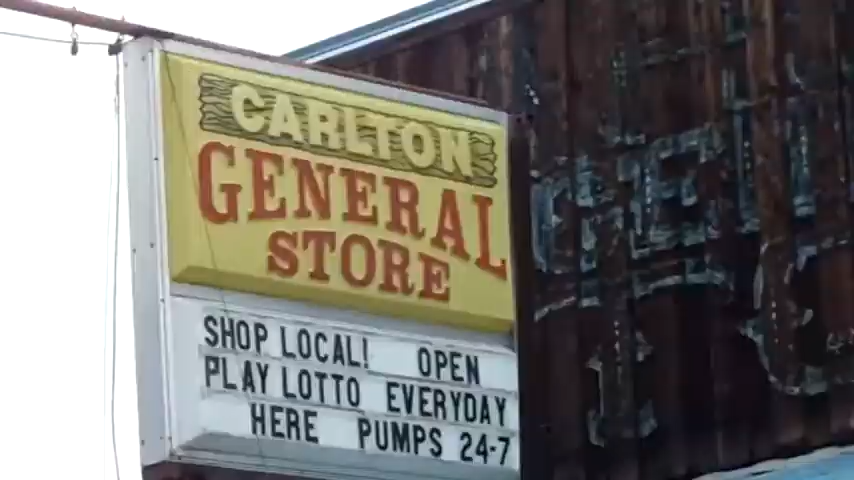 CARLTON
GENERAL
STORE
SHOP LOCAL! OPEN
PLAY LOTTO EVERYDAY
HERE PUMPS 24-7